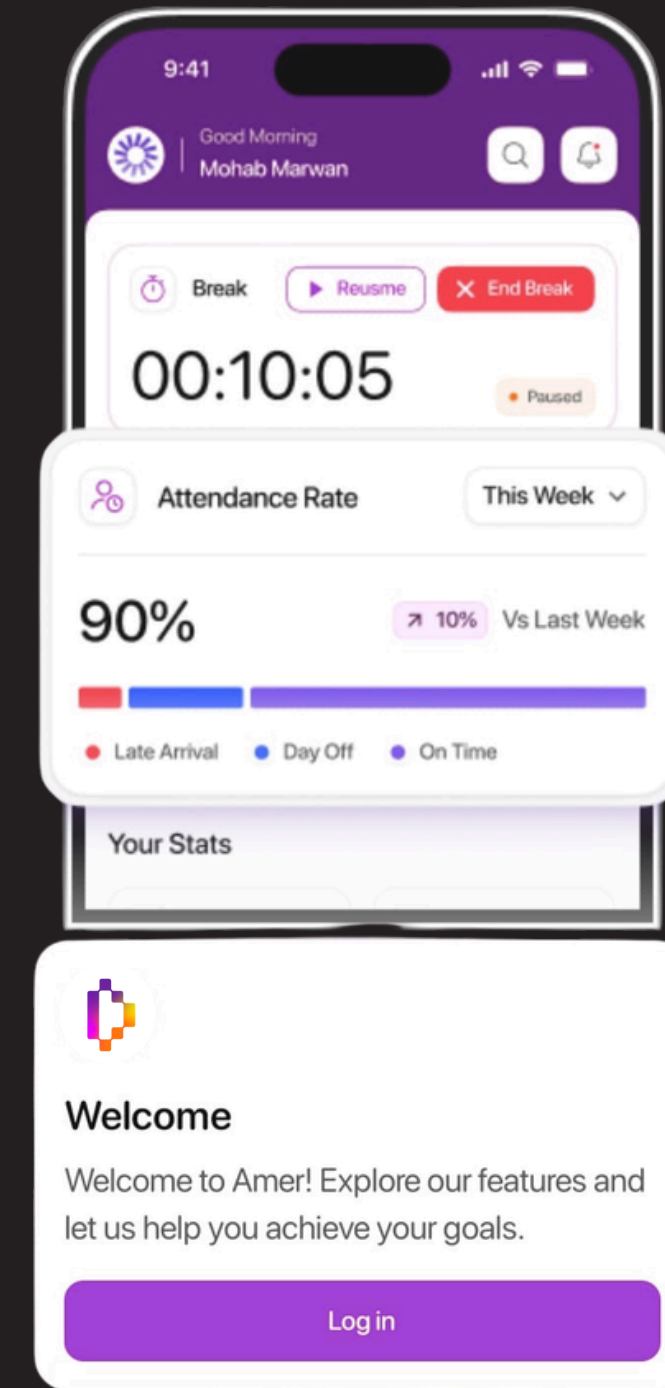 9:41
Good Morning
Mohab Marwan
Break
Reusme
End Break
00:10:05
Paused
Attendance Rate
This Week
90%
10%
Vs Last Week
Late Arrival
Day Off
On Time
Your Stats
Welcome
Welcome to Amer! Explore our features and
let us help you achieve your goals.
Log in